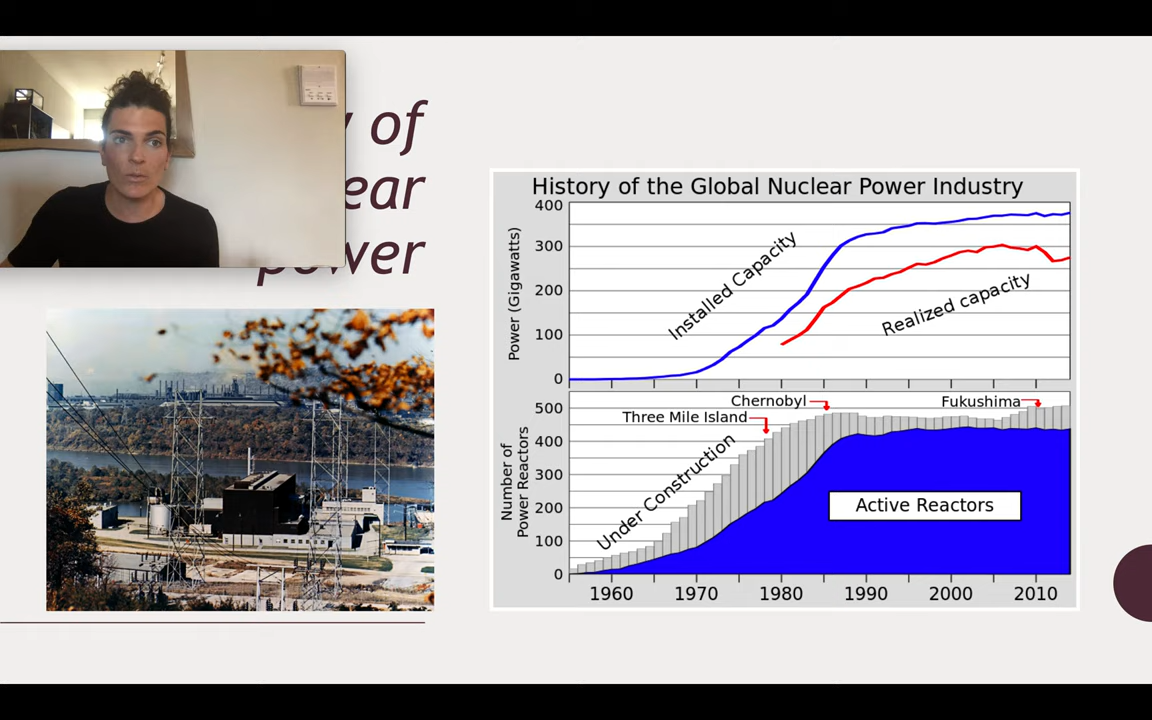 y of
ear
power
History of the Global Nuclear Power Industry
Power (Gigawatts)
400
300
200
100
0
Installed Capacity
Realized capacity
Number of
Power Reactors
500
400
300
200
100
0
Chernobyl
Three Mile Island
Fukushima
Under Construction
Active Reactors
1960 1970 1980 1990 2000 2010